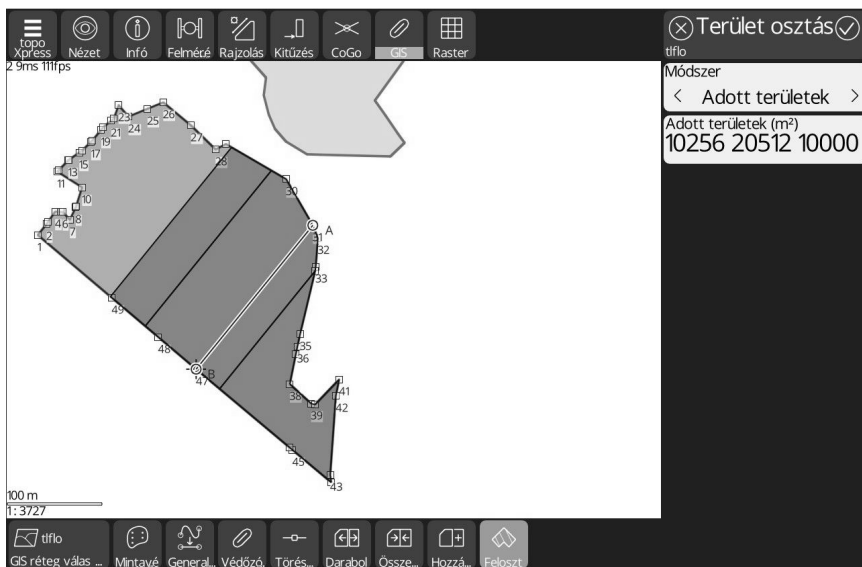 topo
Xpress
Nézet
Infó
Felméré
Rajzolás
Kitűzés
CoGo
GIS
Raster
Terület osztás
tlflo
2 9ms 111fps
Módszer
< Adott területek >
Adott területek (m²)
10256 20512 10000
23
26
25
24
21
27
19
17
28
15
13
11
30
10
A
8
31
46
7
32
2
1
33
49
35
48
36
B
47
38
41
39
42
45
43
100 m
1: 3727
tlflo
GIS réteg válas ...
Mintavé
General...
Védőzó.
Törés...
Darabol
Össze...
Hozzá...
Feloszt